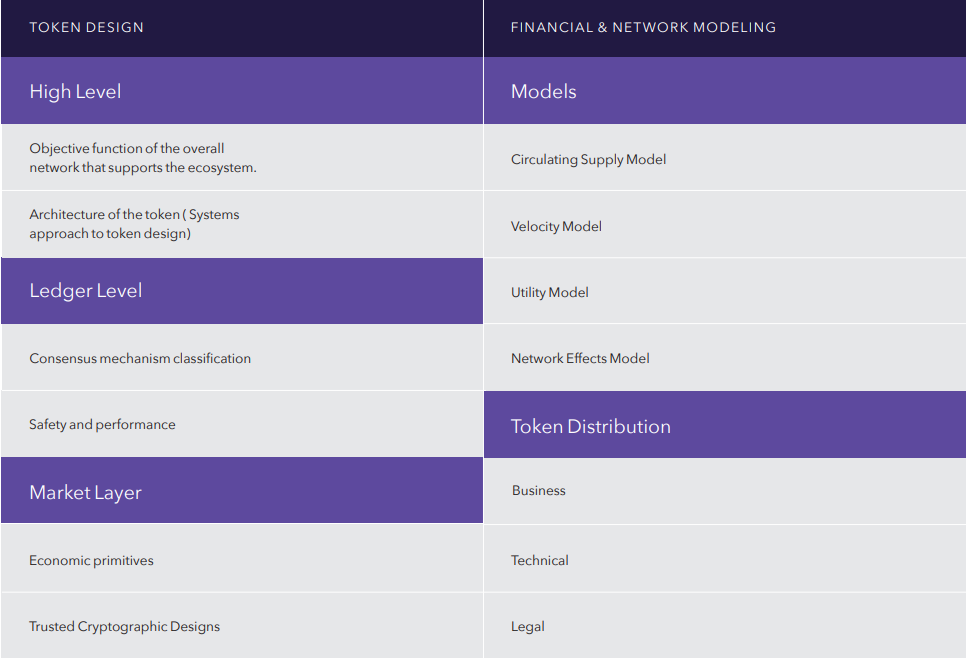 TOKEN DESIGN
High Level
Objective function of the overall
network that supports the ecosystem.
Architecture of the token ( Systems
approach to token design)
Ledger Level
Consensus mechanism classification
Safety and performance
Market Layer
Economic primitives
Trusted Cryptographic Designs
FINANCIAL & NETWORK MODELING
Models
Circulating Supply Model
Velocity Model
Utility Model
Network Effects Model
Token Distribution
Business
Technical
Legal